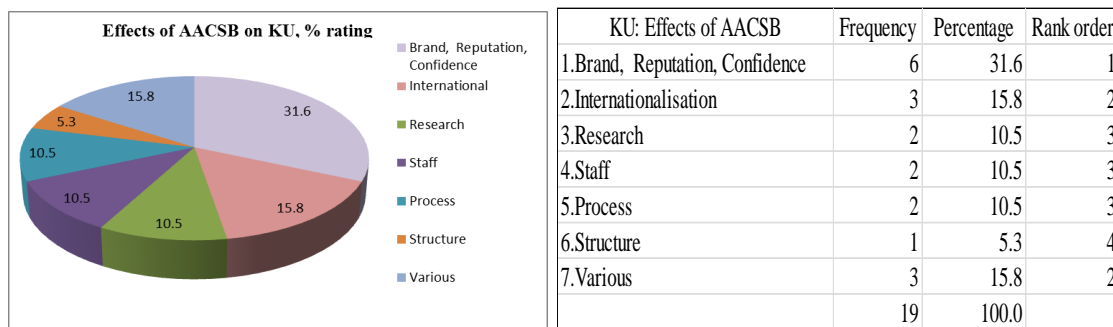 Effects of AACSB on KU, % rating
31.6
15.8
10.5
10.5
10.5
5.3
15.8
Brand, Reputation,
Confidence
International
Research
Staff
Process
Structure
Various
KU: Effects of AACSB Frequency Percentage Rank order
1.Brand, Reputation, Confidence 6 31.6 1
2.Internationalisation 3 15.8 2
3.Research 2 10.5 3
4.Staff 2 10.5 3
5.Process 2 10.5 3
6.Structure 1 5.3 4
7.Various 3 15.8 2
19 100.0